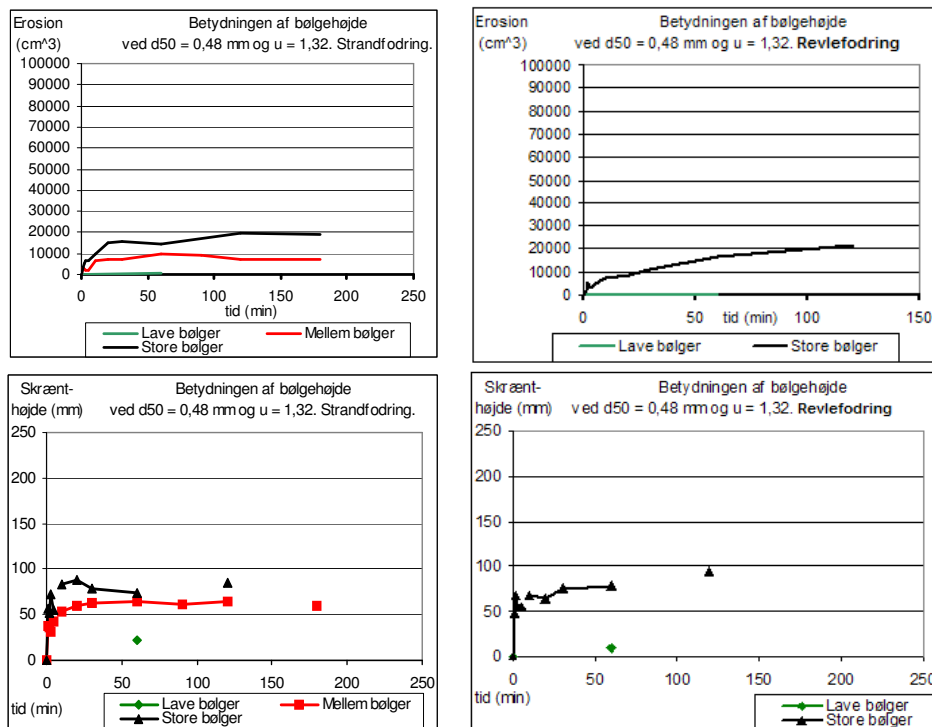 Erosion
(cm^3)
Betydningen af bølgehøjde
ved d50 = 0,48 mm og u = 1,32. Strandfodring.
100000
90000
80000
70000
60000
50000
40000
30000
20000
10000
0
0 50 100 150 200 250
tid (min)
Lave bølger Mellem bølger
Store bølger
Erosion
(cm^3)
Betydningen af bølgehøjde
ved d50 = 0,48 mm og u = 1,32. Revlefodring
100000
90000
80000
70000
60000
50000
40000
30000
20000
10000
0
0 50 tid (min) 100 150
Lave bølger Store bølger
Skrænt-
højde (mm)
Betydningen af bølgehøjde
ved d50 = 0,48 mm og u = 1,32. Strandfodring.
250
200
150
100
50
0
0 50 100 150 200 250
tid (min)
Lave bølger Mellem bølger
Store bølger
Skrænt-
højde (mm)
Betydningen af bølgehøjde
ved d50 = 0,48 mm og u = 1,32. Revlefodring
250
200
150
100
50
0
0 50 100 150 200 250
tid (min)
Lave bølger
Store bølger